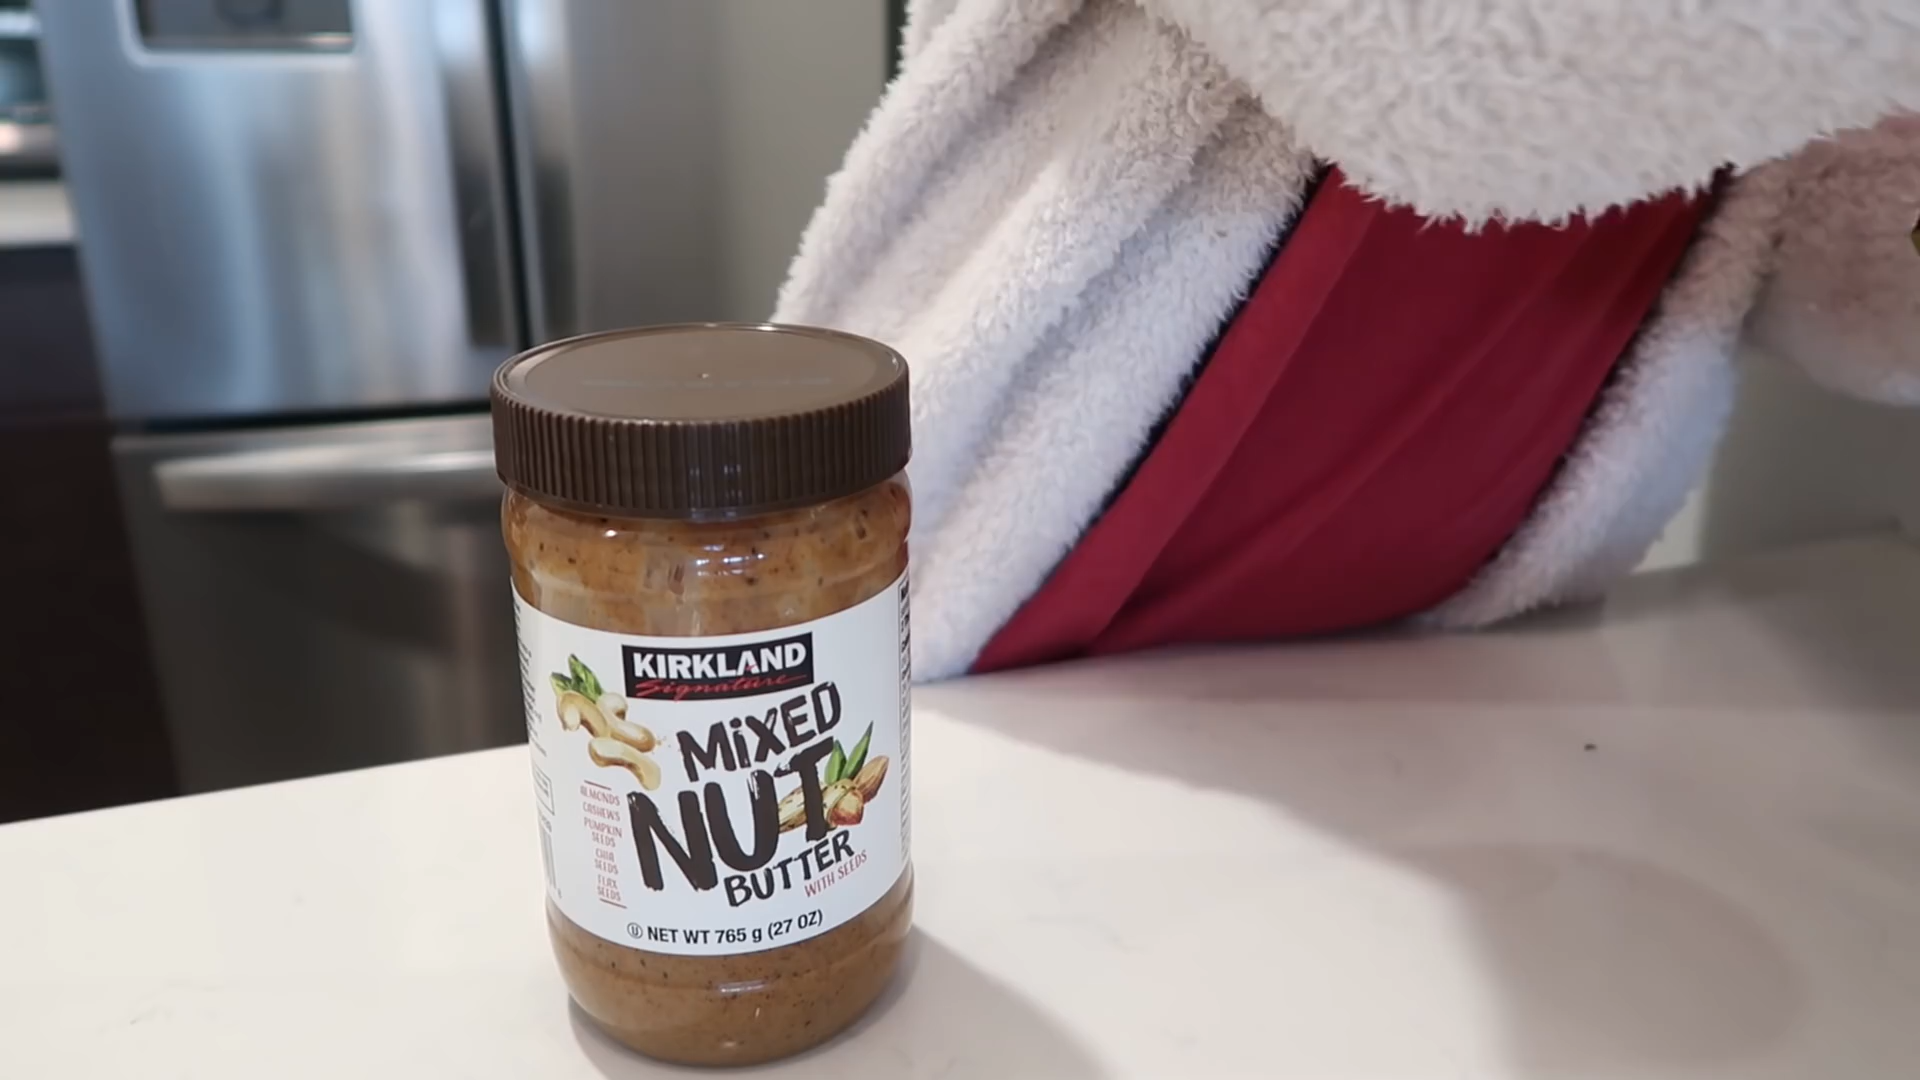 KIRKLAND
Signature
MiXED
NUT
BUTTER
WITH SEEDS
ALMONDS
CASHEWS
PUMPKIN
SEEDS
CHIA
SEEDS
FLAX
SEEDS
Ⓤ NET WT 765 g (27 OZ)